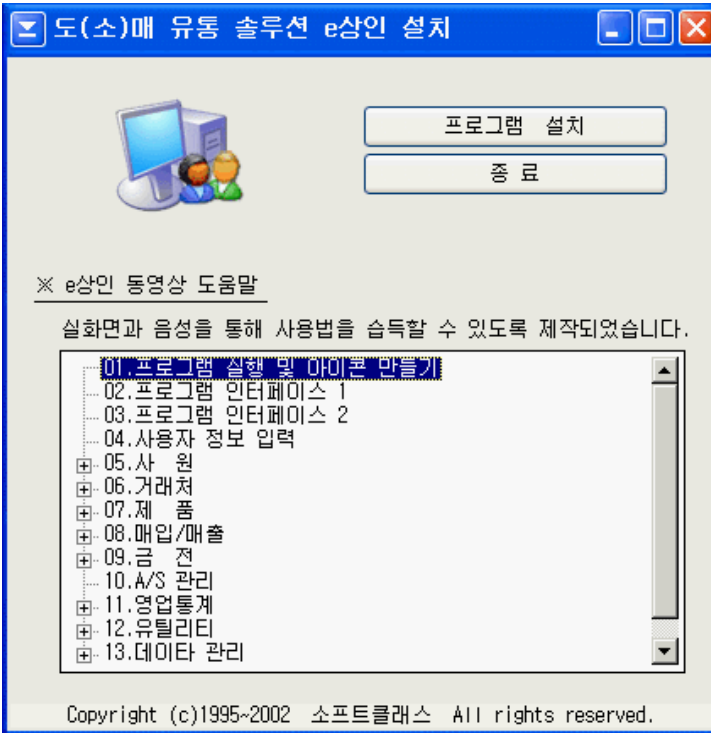 도(소)매 유통 솔루션 e상인 설치
프로그램 설치
종 료
※ e상인 동영상 도움말
실화면과 음성을 통해 사용법을 습득할 수 있도록 제작되었습니다.
01.프로그램 실행 및 아이콘 만들기
02.프로그램 인터페이스 1
03.프로그램 인터페이스 2
04.사용자 정보 입력
05.사 원
06.거래처
07.제 품
08.매입/매출
09.금 전
10.A/S 관리
11.영업통계
12.유틸리티
13.데이타 관리
Copyright (c)1995~2002 소프트클래스 All rights reserved.